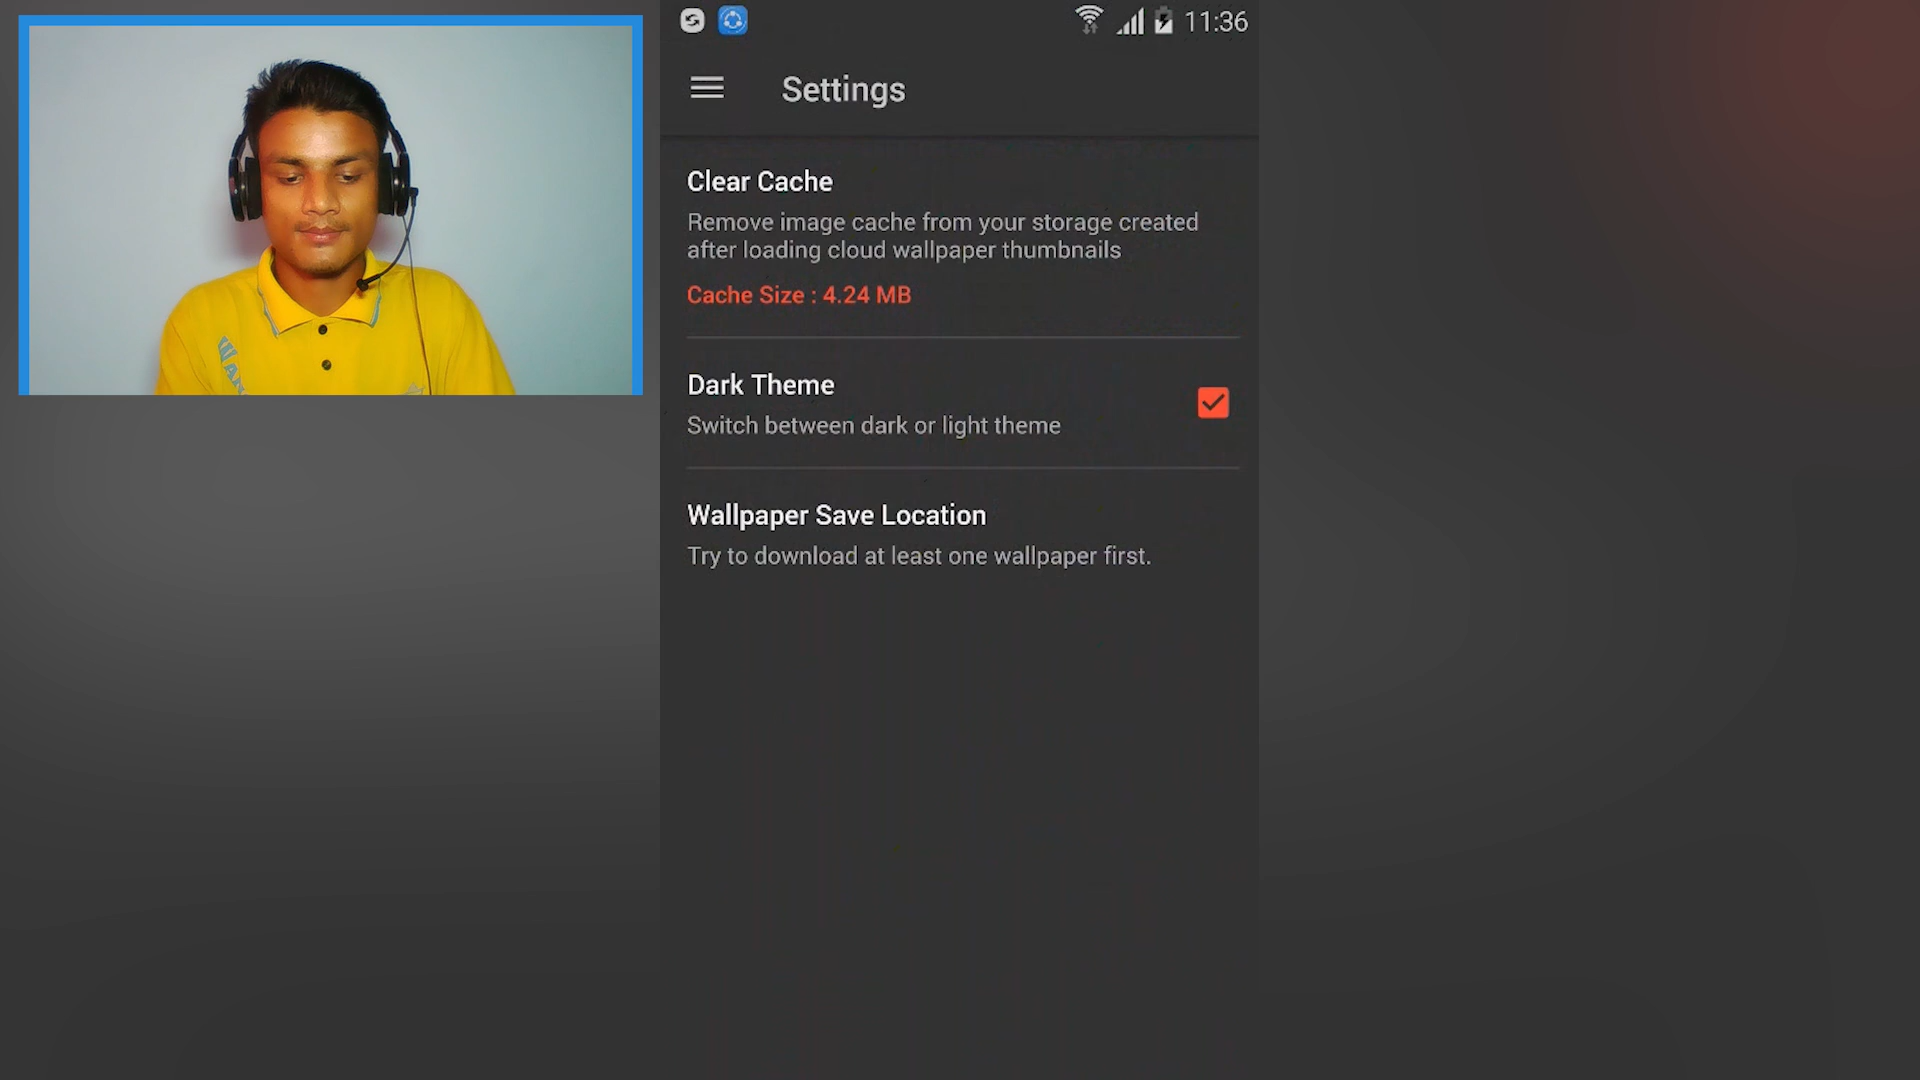 11:36
Settings
Clear Cache
Remove image cache from your storage created
after loading cloud wallpaper thumbnails
Cache Size : 4.24 MB
Dark Theme
Switch between dark or light theme
Wallpaper Save Location
Try to download at least one wallpaper first.